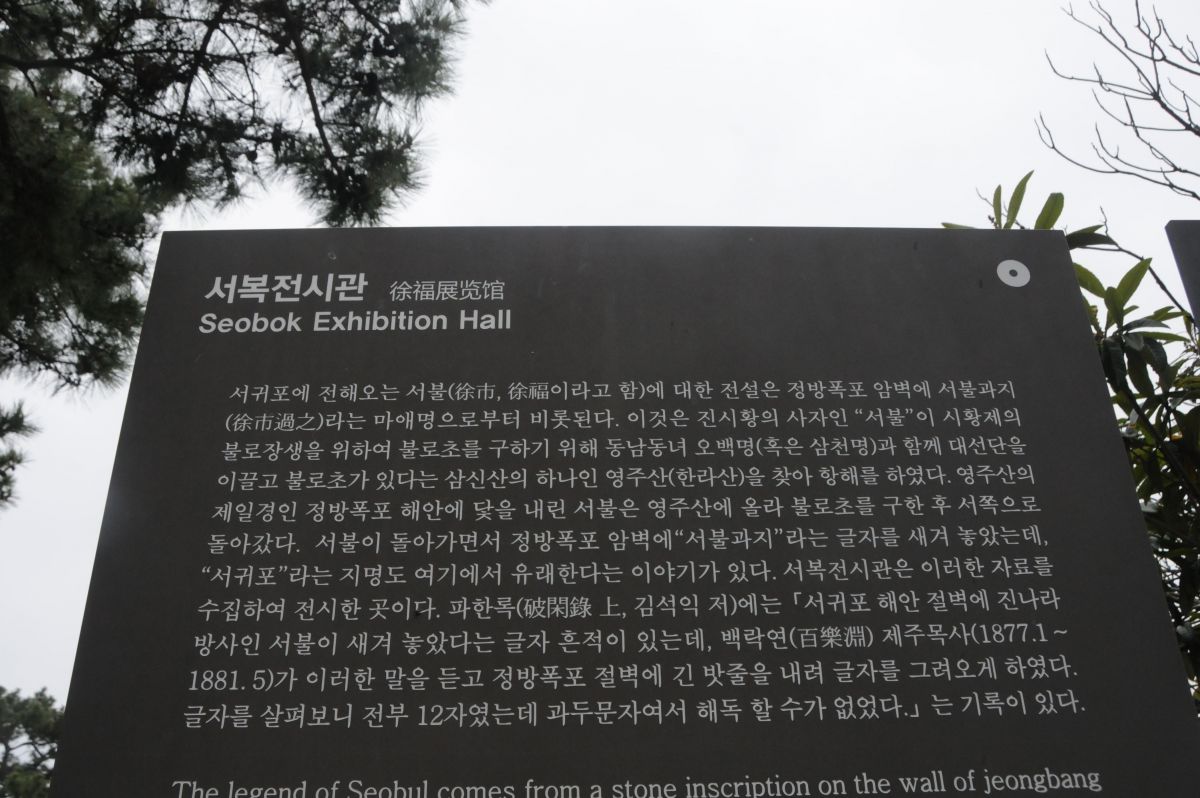 서복전시관 徐福展览馆
Seobok Exhibition Hall
서귀포에 전해오는 서불(徐市, 徐福이라고 함)에 대한 전설은 정방폭포 암벽에 서불과지
(徐市過之)라는 마애명으로부터 비롯된다. 이것은 진시황의 사자인 “서불”이 시황제의
불로장생을 위하여 불로초를 구하기 위해 동남동녀 오백명(혹은 삼천명)과 함께 대선단을
이끌고 불로초가 있다는 삼신산의 하나인 영주산(한라산)을 찾아 항해를 하였다. 영주산의
제일경인 정방폭포 해안에 닻을 내린 서불은 영주산에 올라 불로초를 구한 후 서쪽으로
돌아갔다. 서불이 돌아가면서 정방폭포 암벽에“서불과지”라는 글자를 새겨 놓았는데,
“서귀포”라는 지명도 여기에서 유래한다는 이야기가 있다. 서복전시관은 이러한 자료를
수집하여 전시한 곳이다. 파한록(破閑錄 上, 김석익 저)에는「서귀포 해안 절벽에 진나라
방사인 서불이 새겨 놓았다는 글자 흔적이 있는데, 백락연(百樂淵) 제주목사(1877.1~
1881.5)가 이러한 말을 듣고 정방폭포 절벽에 긴 밧줄을 내려 글자를 그려오게 하였다.
글자를 살펴보니 전부 12자였는데 과두문자여서 해독 할 수가 없었다.」는 기록이 있다.
The legend of Seobul comes from a stone inscription on the wall of jeongbang